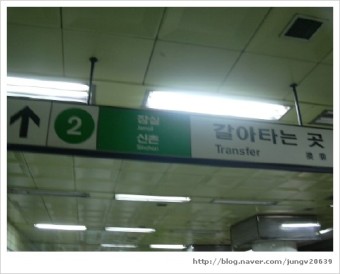 2
잠실
Jamsil
신촌
Sinchon
갈아타는 곳
Transfer
http://blog.naver.com/jungv20639